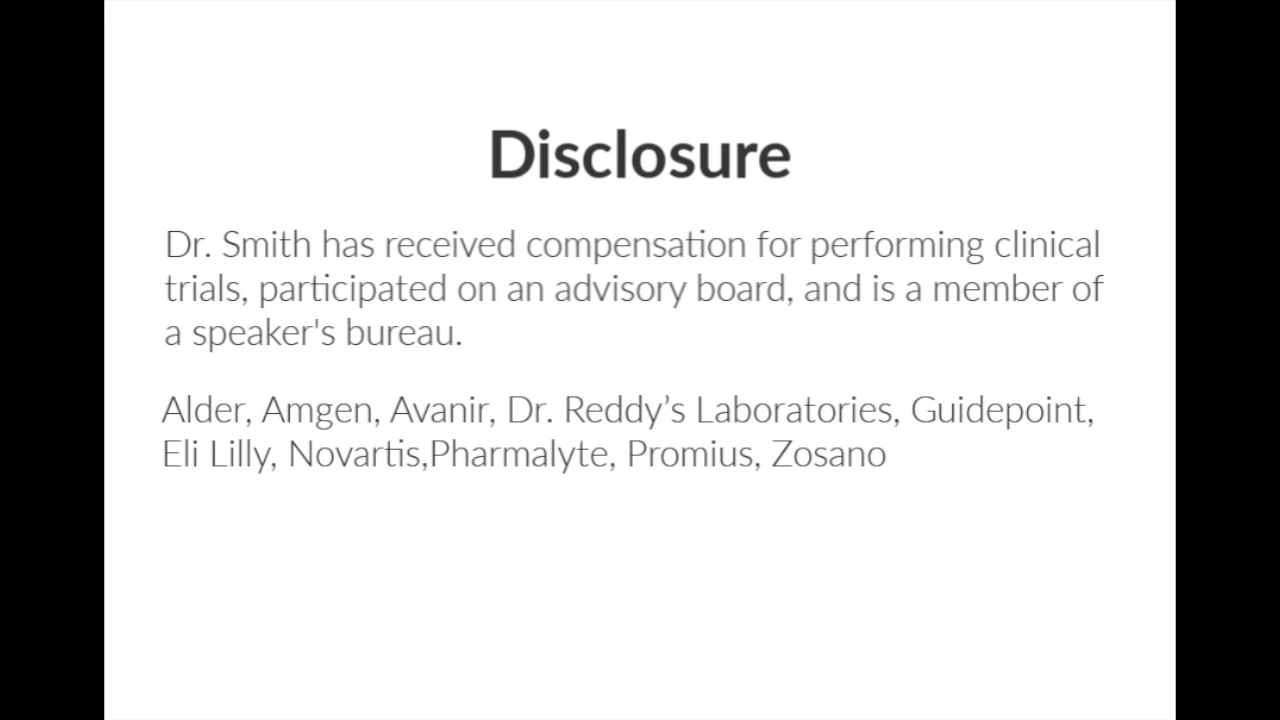 Disclosure
Dr. Smith has received compensation for performing clinical
trials, participated on an advisory board, and is a member of
a speaker's bureau.
Alder, Amgen, Avanir, Dr. Reddy’s Laboratories, Guidepoint,
Eli Lilly, Novartis,Pharmalyte, Promius, Zosano